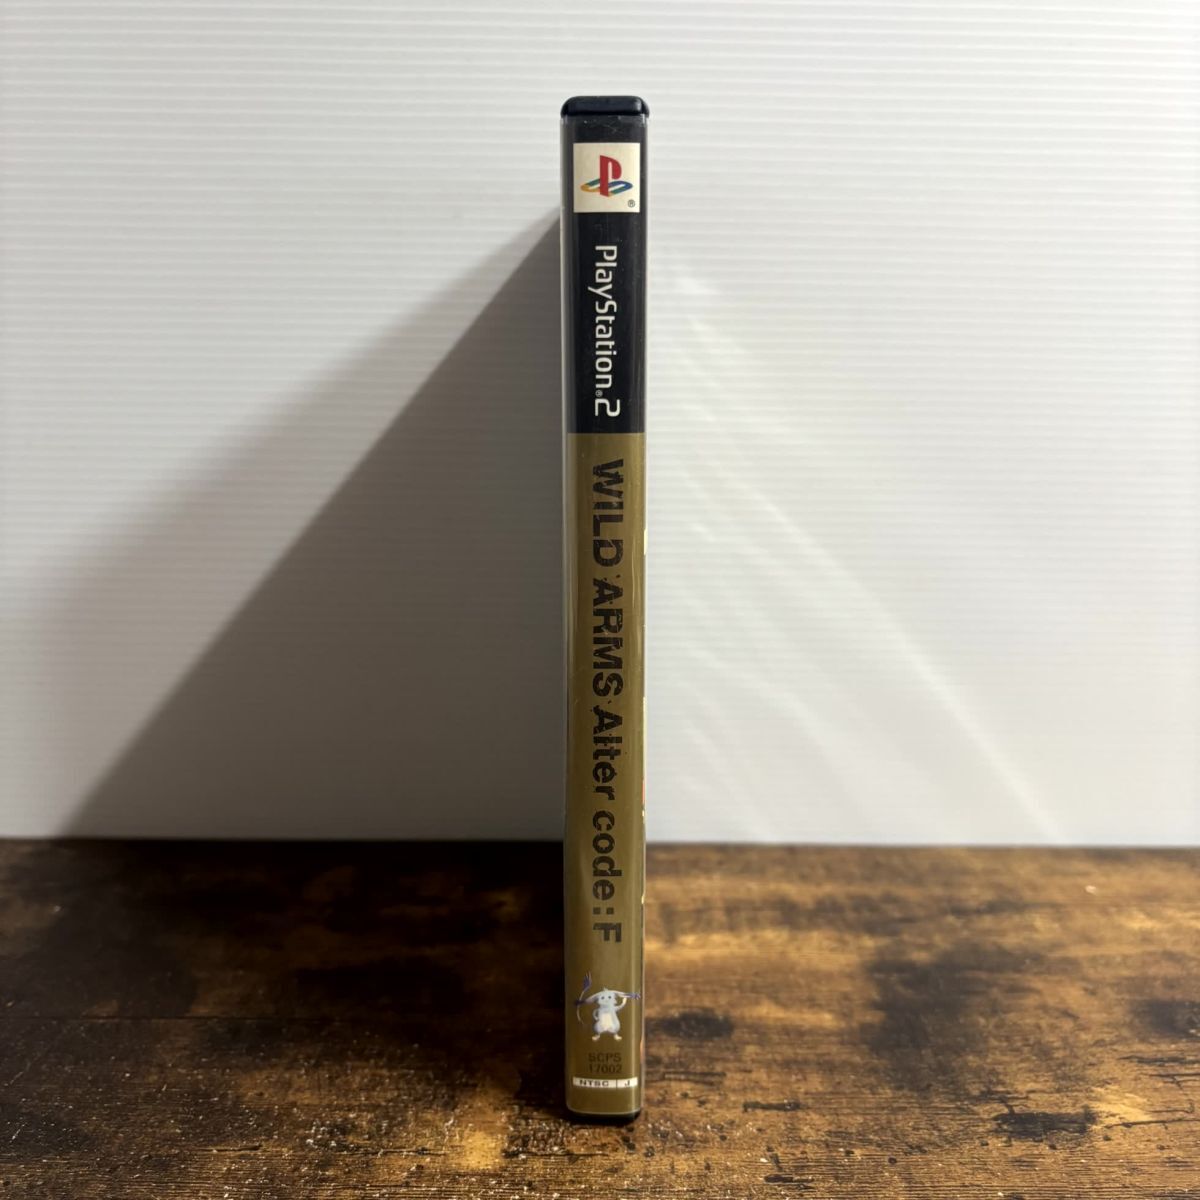 ®
PlayStation®2
WILD ARMS Alter code:F
SCPS
17002
NTSC J